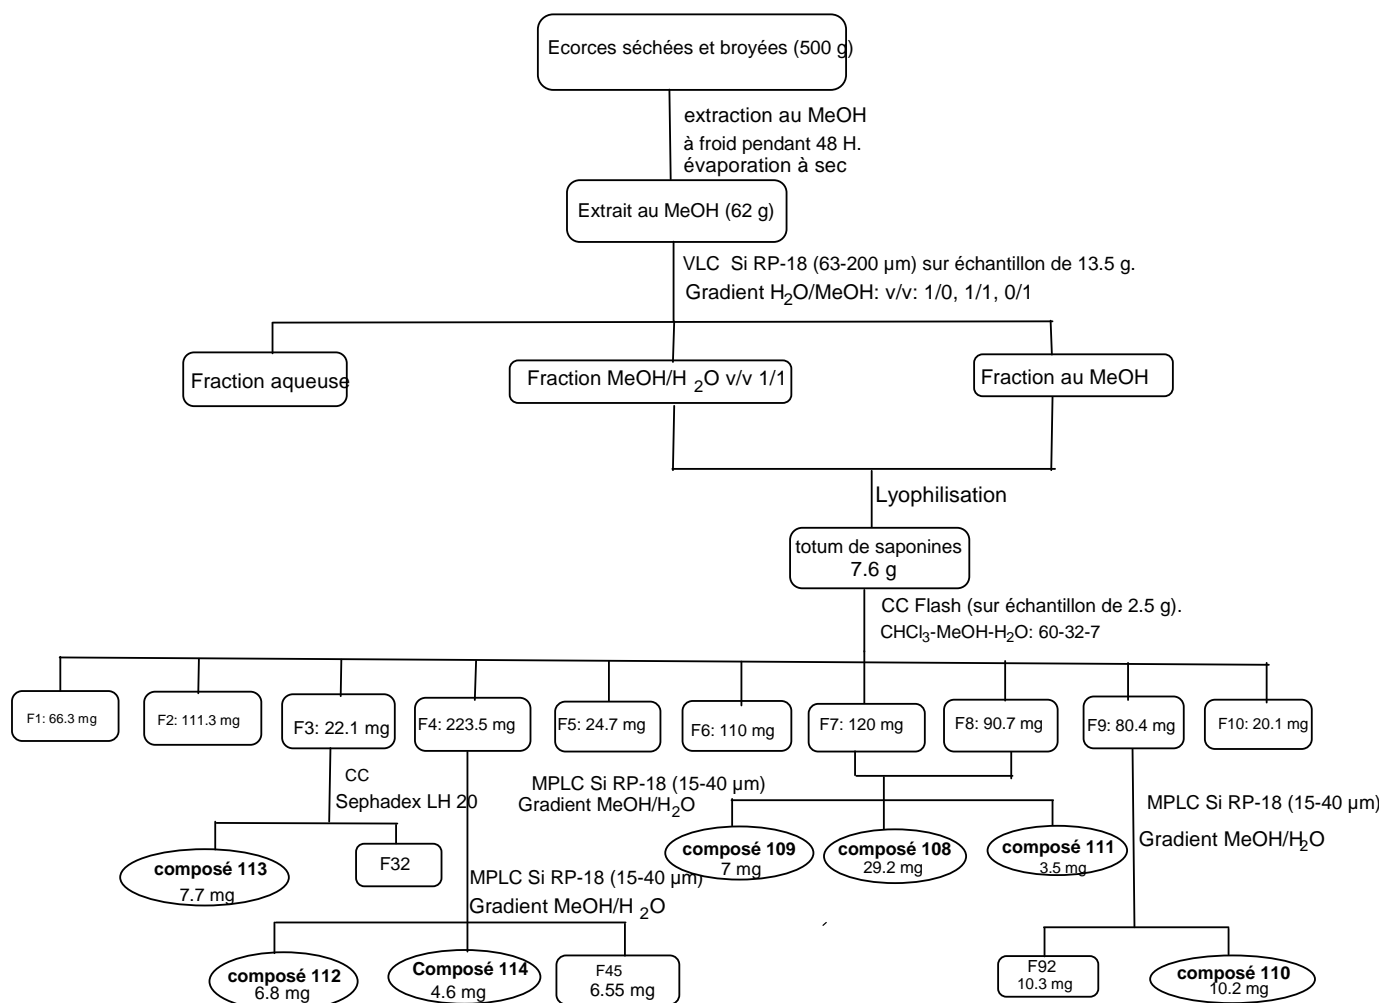 Ecorces séchées et broyées (500 g)
extraction au MeOH
à froid pendant 48 H.
évaporation à sec
Extrait au MeOH (62 g)
VLC Si RP-18 (63-200 µm) sur échantillon de 13.5 g.
Gradient H2O/MeOH: v/v: 1/0, 1/1, 0/1
Fraction aqueuse
Fraction MeOH/H 2O v/v 1/1
Fraction au MeOH
Lyophilisation
totum de saponines
7.6 g
CC Flash (sur échantillon de 2.5 g).
CHCl3-MeOH-H2O: 60-32-7
F1: 66.3 mg
F2: 111.3 mg
F3: 22.1 mg
F4: 223.5 mg
F5: 24.7 mg
F6: 110 mg
F7: 120 mg
F8: 90.7 mg
F9: 80.4 mg
F10: 20.1 mg
CC
Sephadex LH 20
MPLC Si RP-18 (15-40 µm)
Gradient MeOH/H2O
MPLC Si RP-18 (15-40 µm)
Gradient MeOH/H2O
composé 113
7.7 mg
F32
composé 109
7 mg
composé 108
29.2 mg
composé 111
3.5 mg
MPLC Si RP-18 (15-40 µm)
Gradient MeOH/H 2O
composé 112
6.8 mg
Composé 114
4.6 mg
F45
6.55 mg
F92
10.3 mg
composé 110
10.2 mg